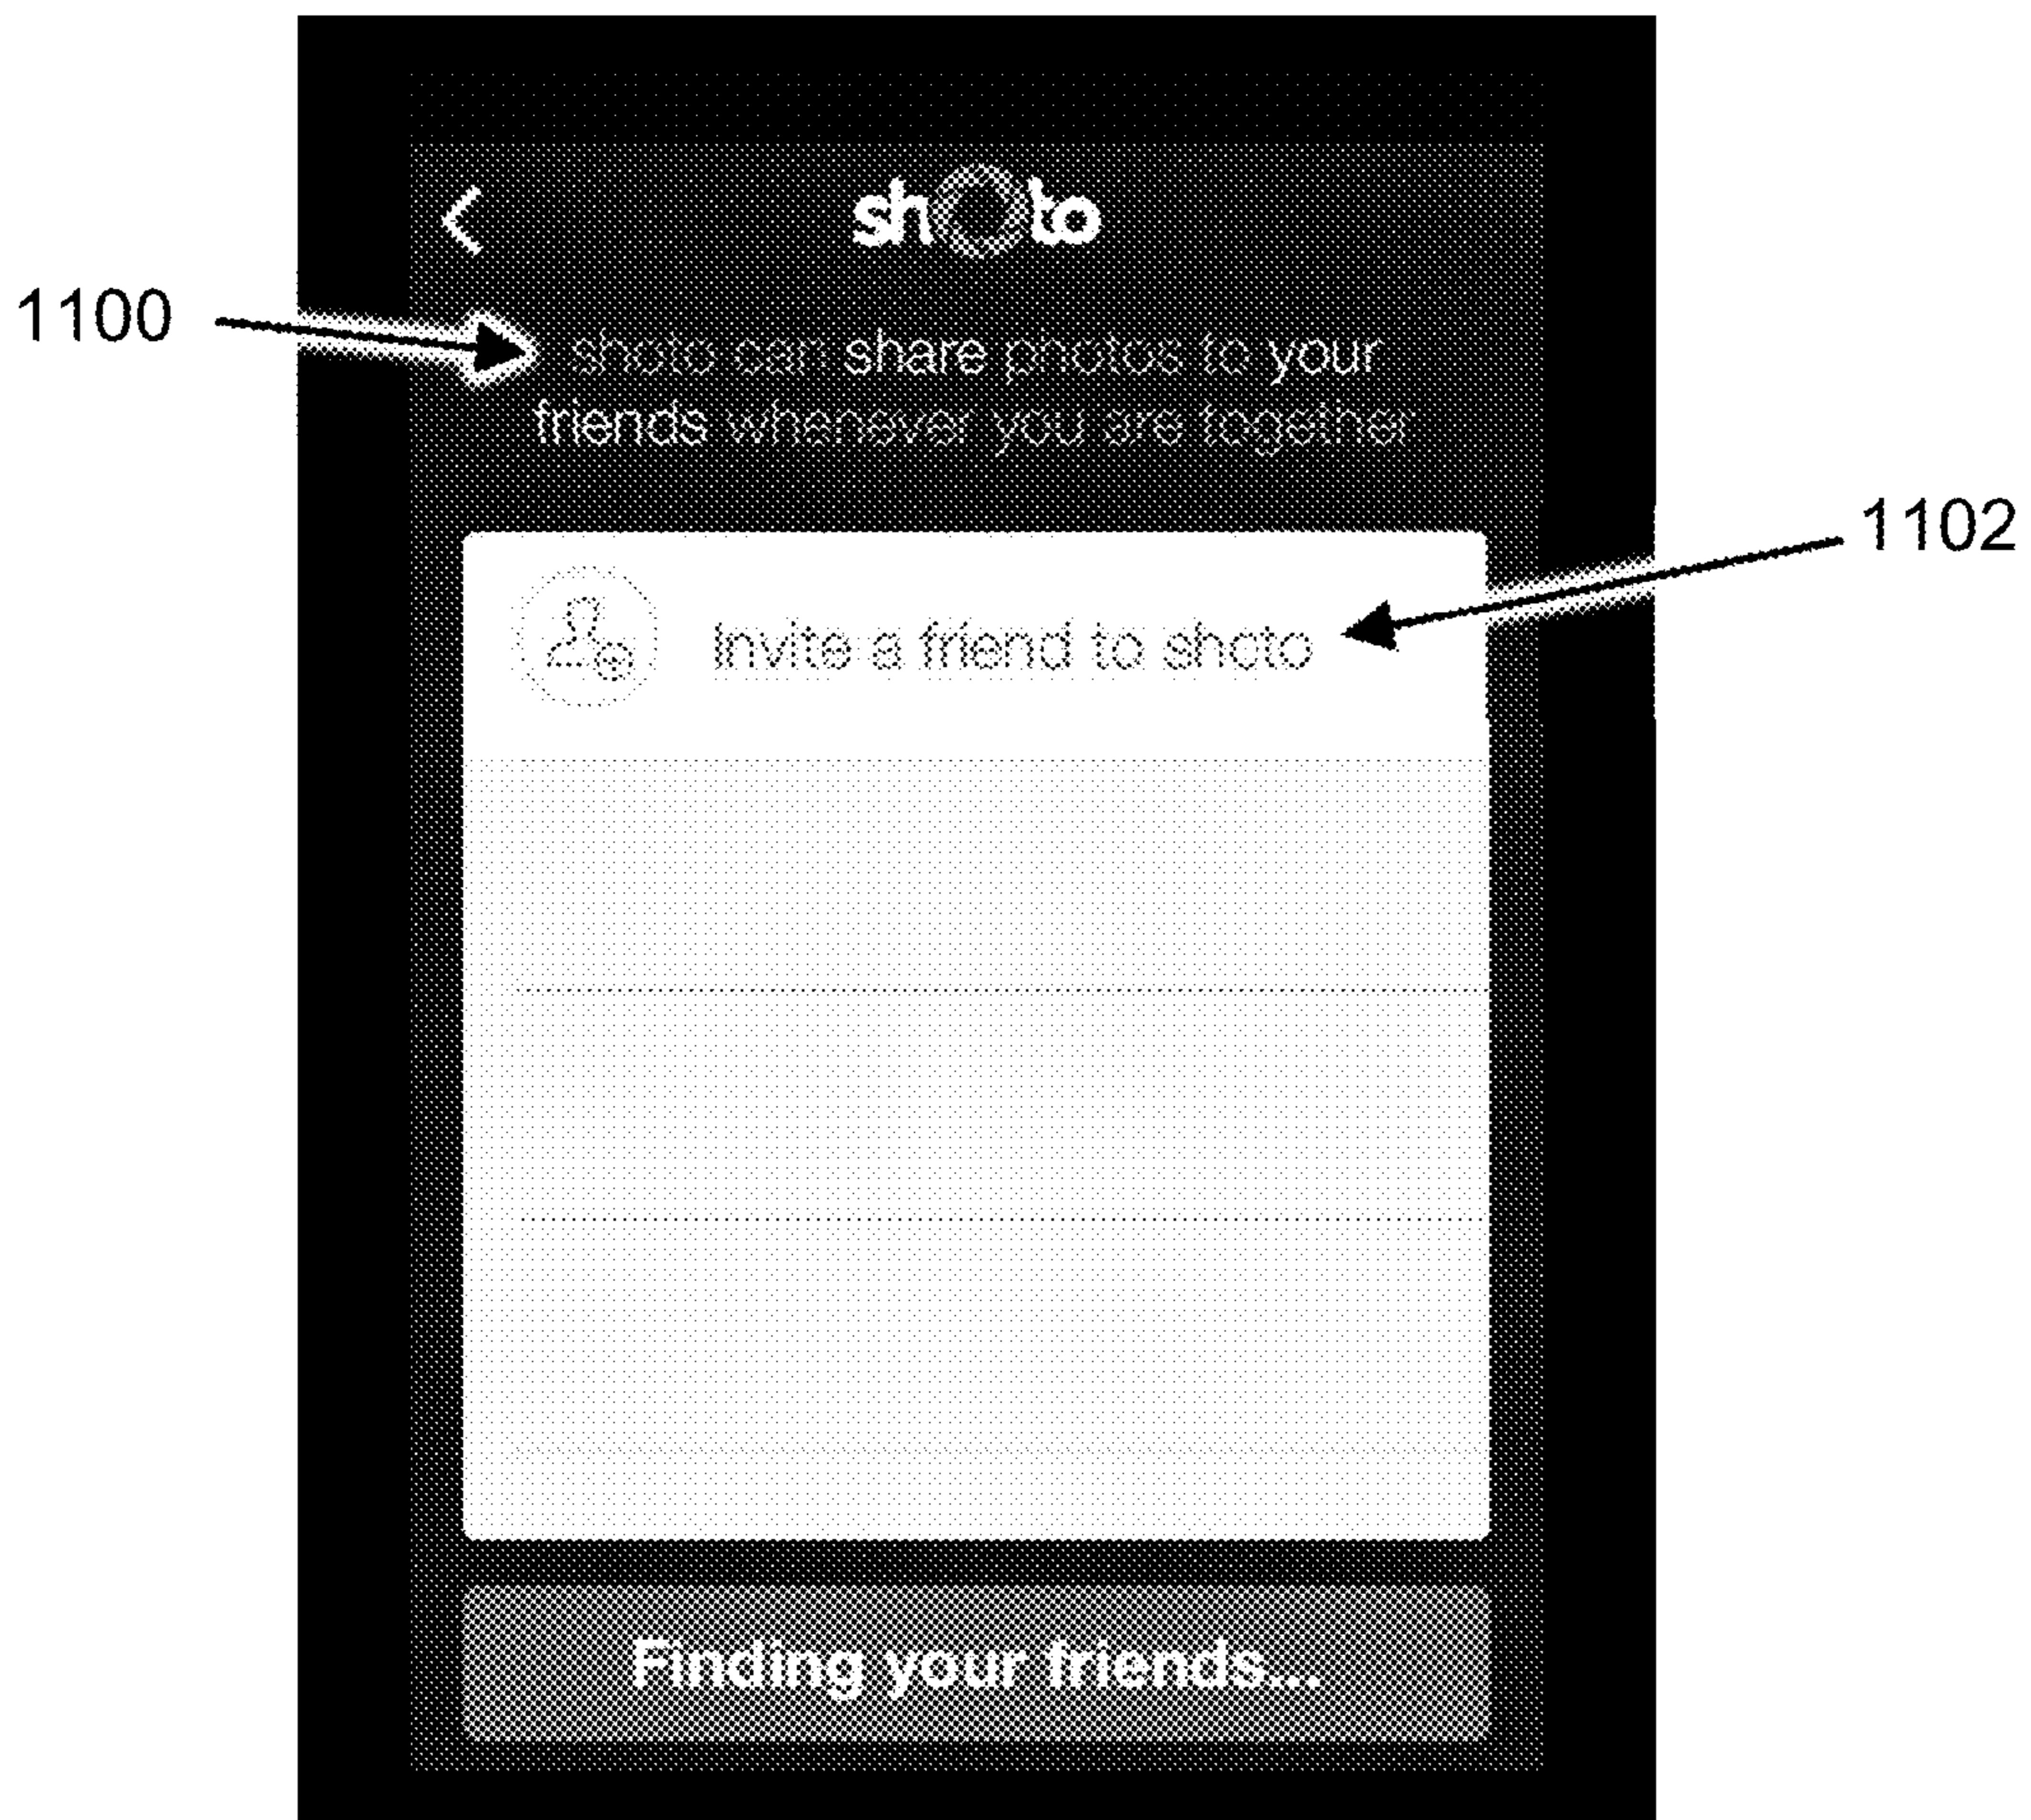 shoto
1100
shoto can share photos to your
friends whenever you are together
1102
Invite a friend to shoto
Finding your friends...